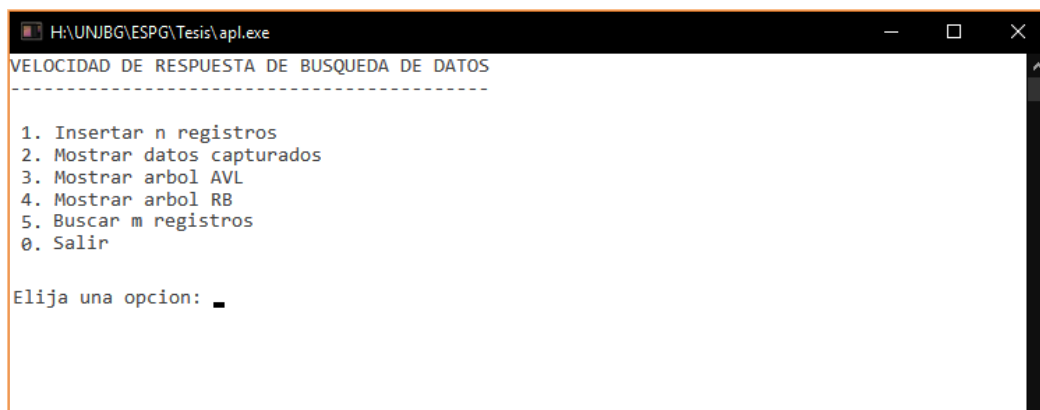 H:\UNJBG\ESPG\Tesis\apl.exe
VELOCIDAD DE RESPUESTA DE BUSQUEDA DE DATOS
-------------------------------------------
1. Insertar n registros
2. Mostrar datos capturados
3. Mostrar arbol AVL
4. Mostrar arbol RB
5. Buscar m registros
0. Salir
Elija una opcion: